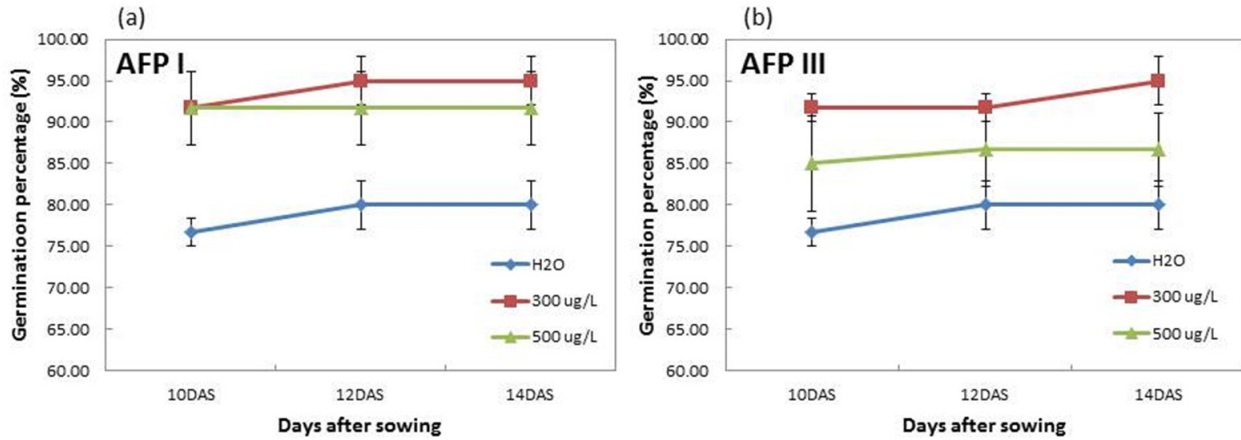 (a)
AFP I
Germinatioon percentage (%)
100.00
95.00
90.00
85.00
80.00
75.00
70.00
65.00
60.00
H2O
300 ug/L
500 ug/L
10DAS 12DAS 14DAS
Days after sowing
(b)
AFP III
Germination percentage (%)
100.00
95.00
90.00
85.00
80.00
75.00
70.00
65.00
60.00
H2O
300 ug/L
500 ug/L
10DAS 12DAS 14DAS
Days after sowing